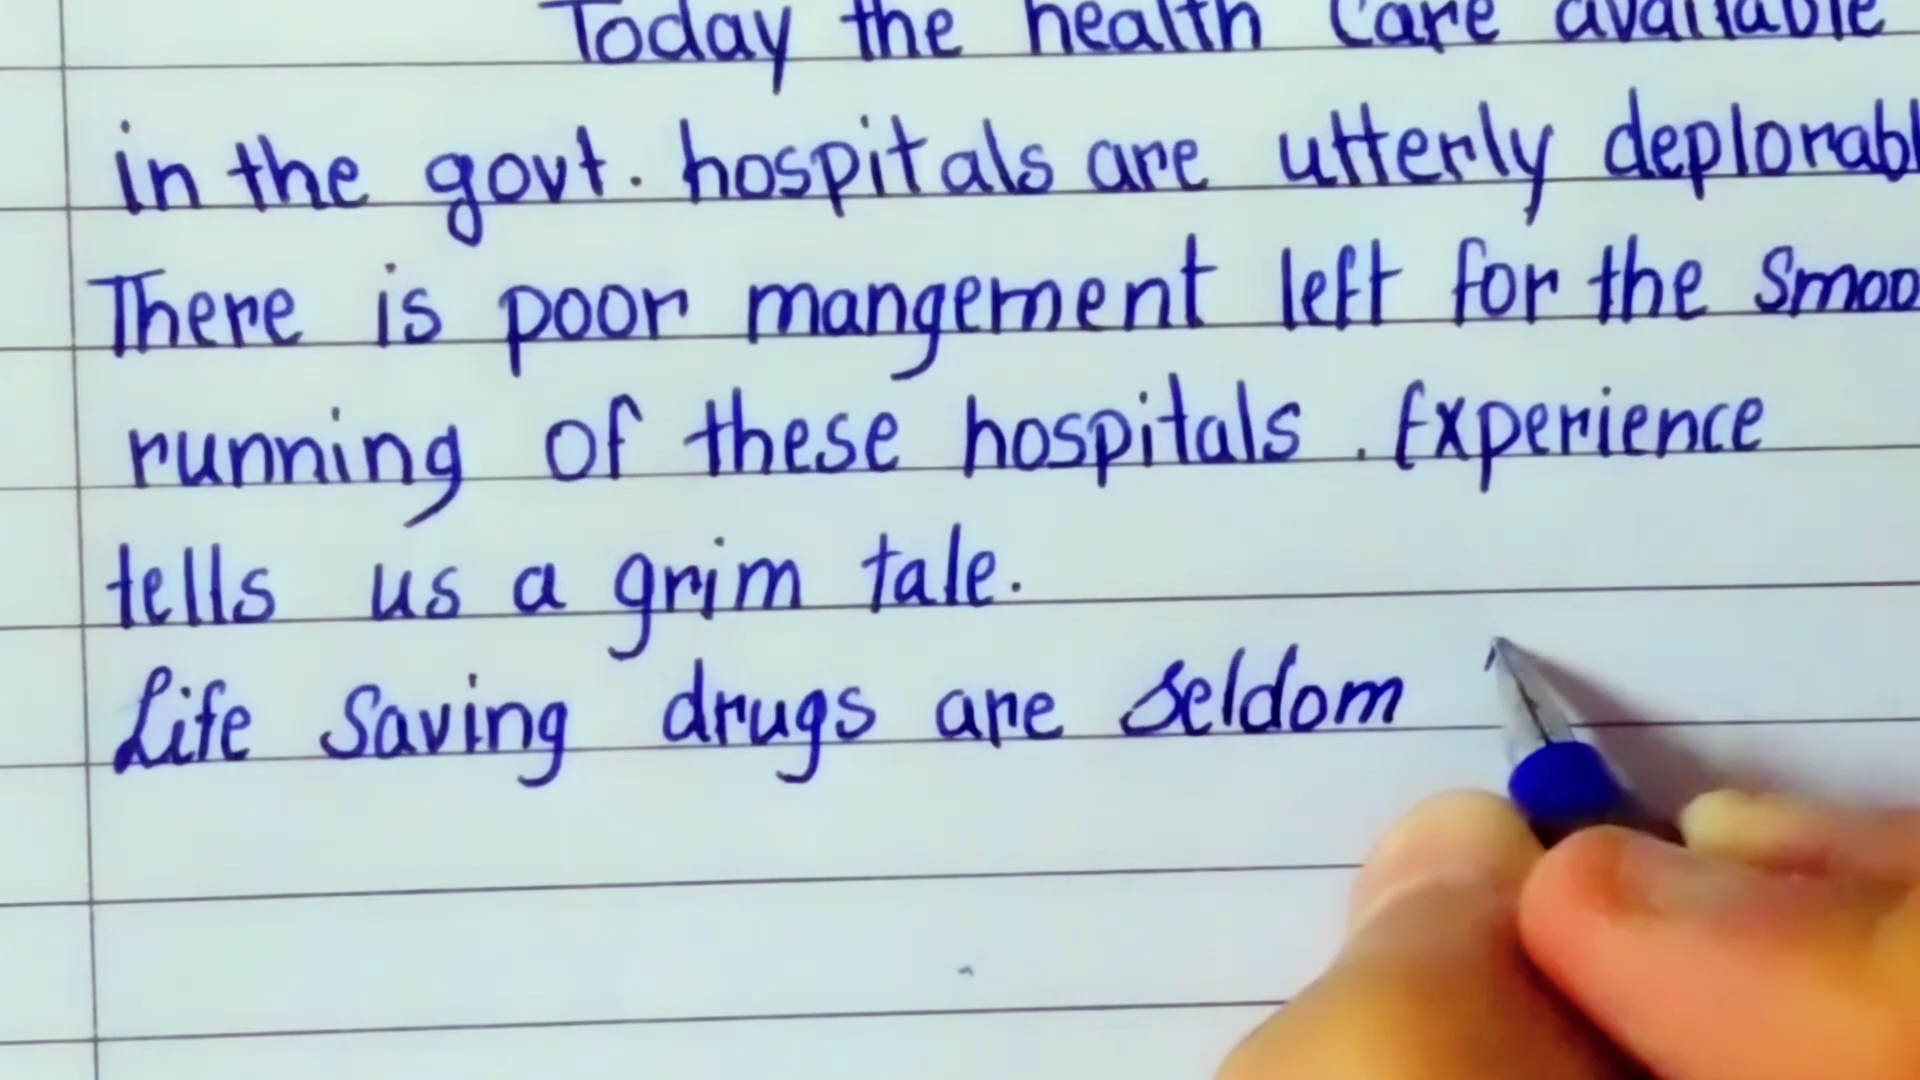 Today the health Care available
in the govt. hospitals are utterly deplorabl
There is poor mangement left for the Smoo
running of these hospitals. Experience
tells us a grim tale.
Life Saving drugs are seldom